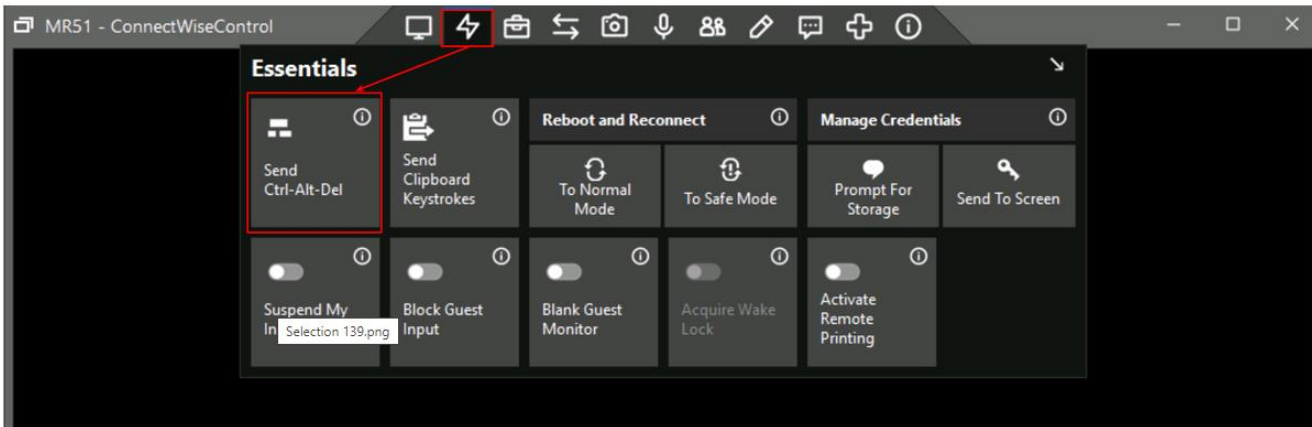 MR51 - ConnectWiseControl
Essentials
Send
Ctrl-Alt-Del
Send
Clipboard
Keystrokes
Reboot and Reconnect
To Normal
Mode
To Safe Mode
Manage Credentials
Prompt For
Storage
Send To Screen
Suspend My
In
Selection 139.png
Block Guest
Input
Blank Guest
Monitor
Acquire Wake
Lock
Activate
Remote
Printing